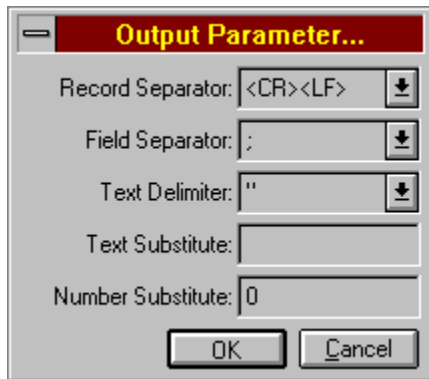 Output Parameter...
Record Separator: <CR><LF>
Field Separator: ;
Text Delimiter: "
Text Substitute:
Number Substitute: 0
OK Cancel